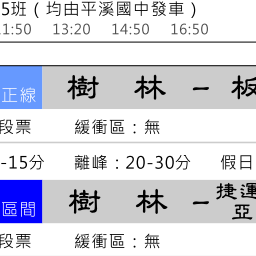 5班（均由平溪國中發車）
11:50 13:20 14:50 16:50
正線 樹 林 – 板
段票 緩衝區：無
-15分 離峰：20-30分 假日
區間 樹 林 – 捷運
亞
段票 緩衝區：無